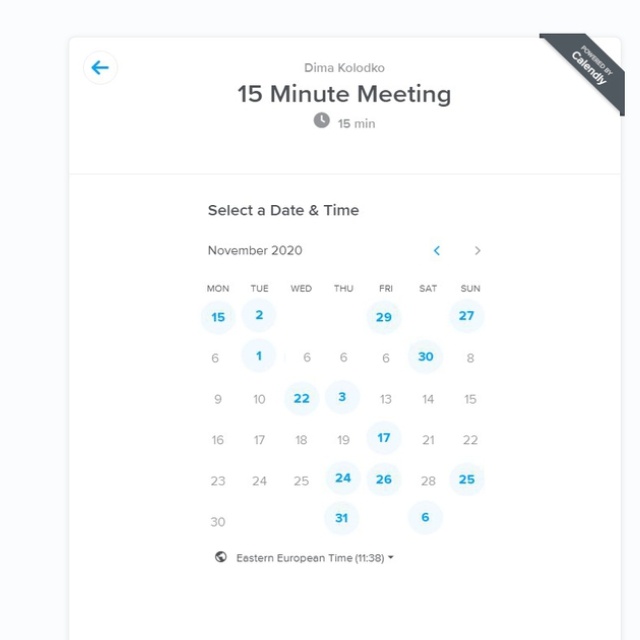 POWERED BY
Calendly
Dima Kolodko
15 Minute Meeting
15 min
Select a Date & Time
November 2020
MON TUE WED THU FRI SAT SUN
15 2 29 27
6 1 6 6 6 30 8
9 10 22 3 13 14 15
16 17 18 19 17 21 22
23 24 25 24 26 28 25
30 31 6
Eastern European Time (11:38)